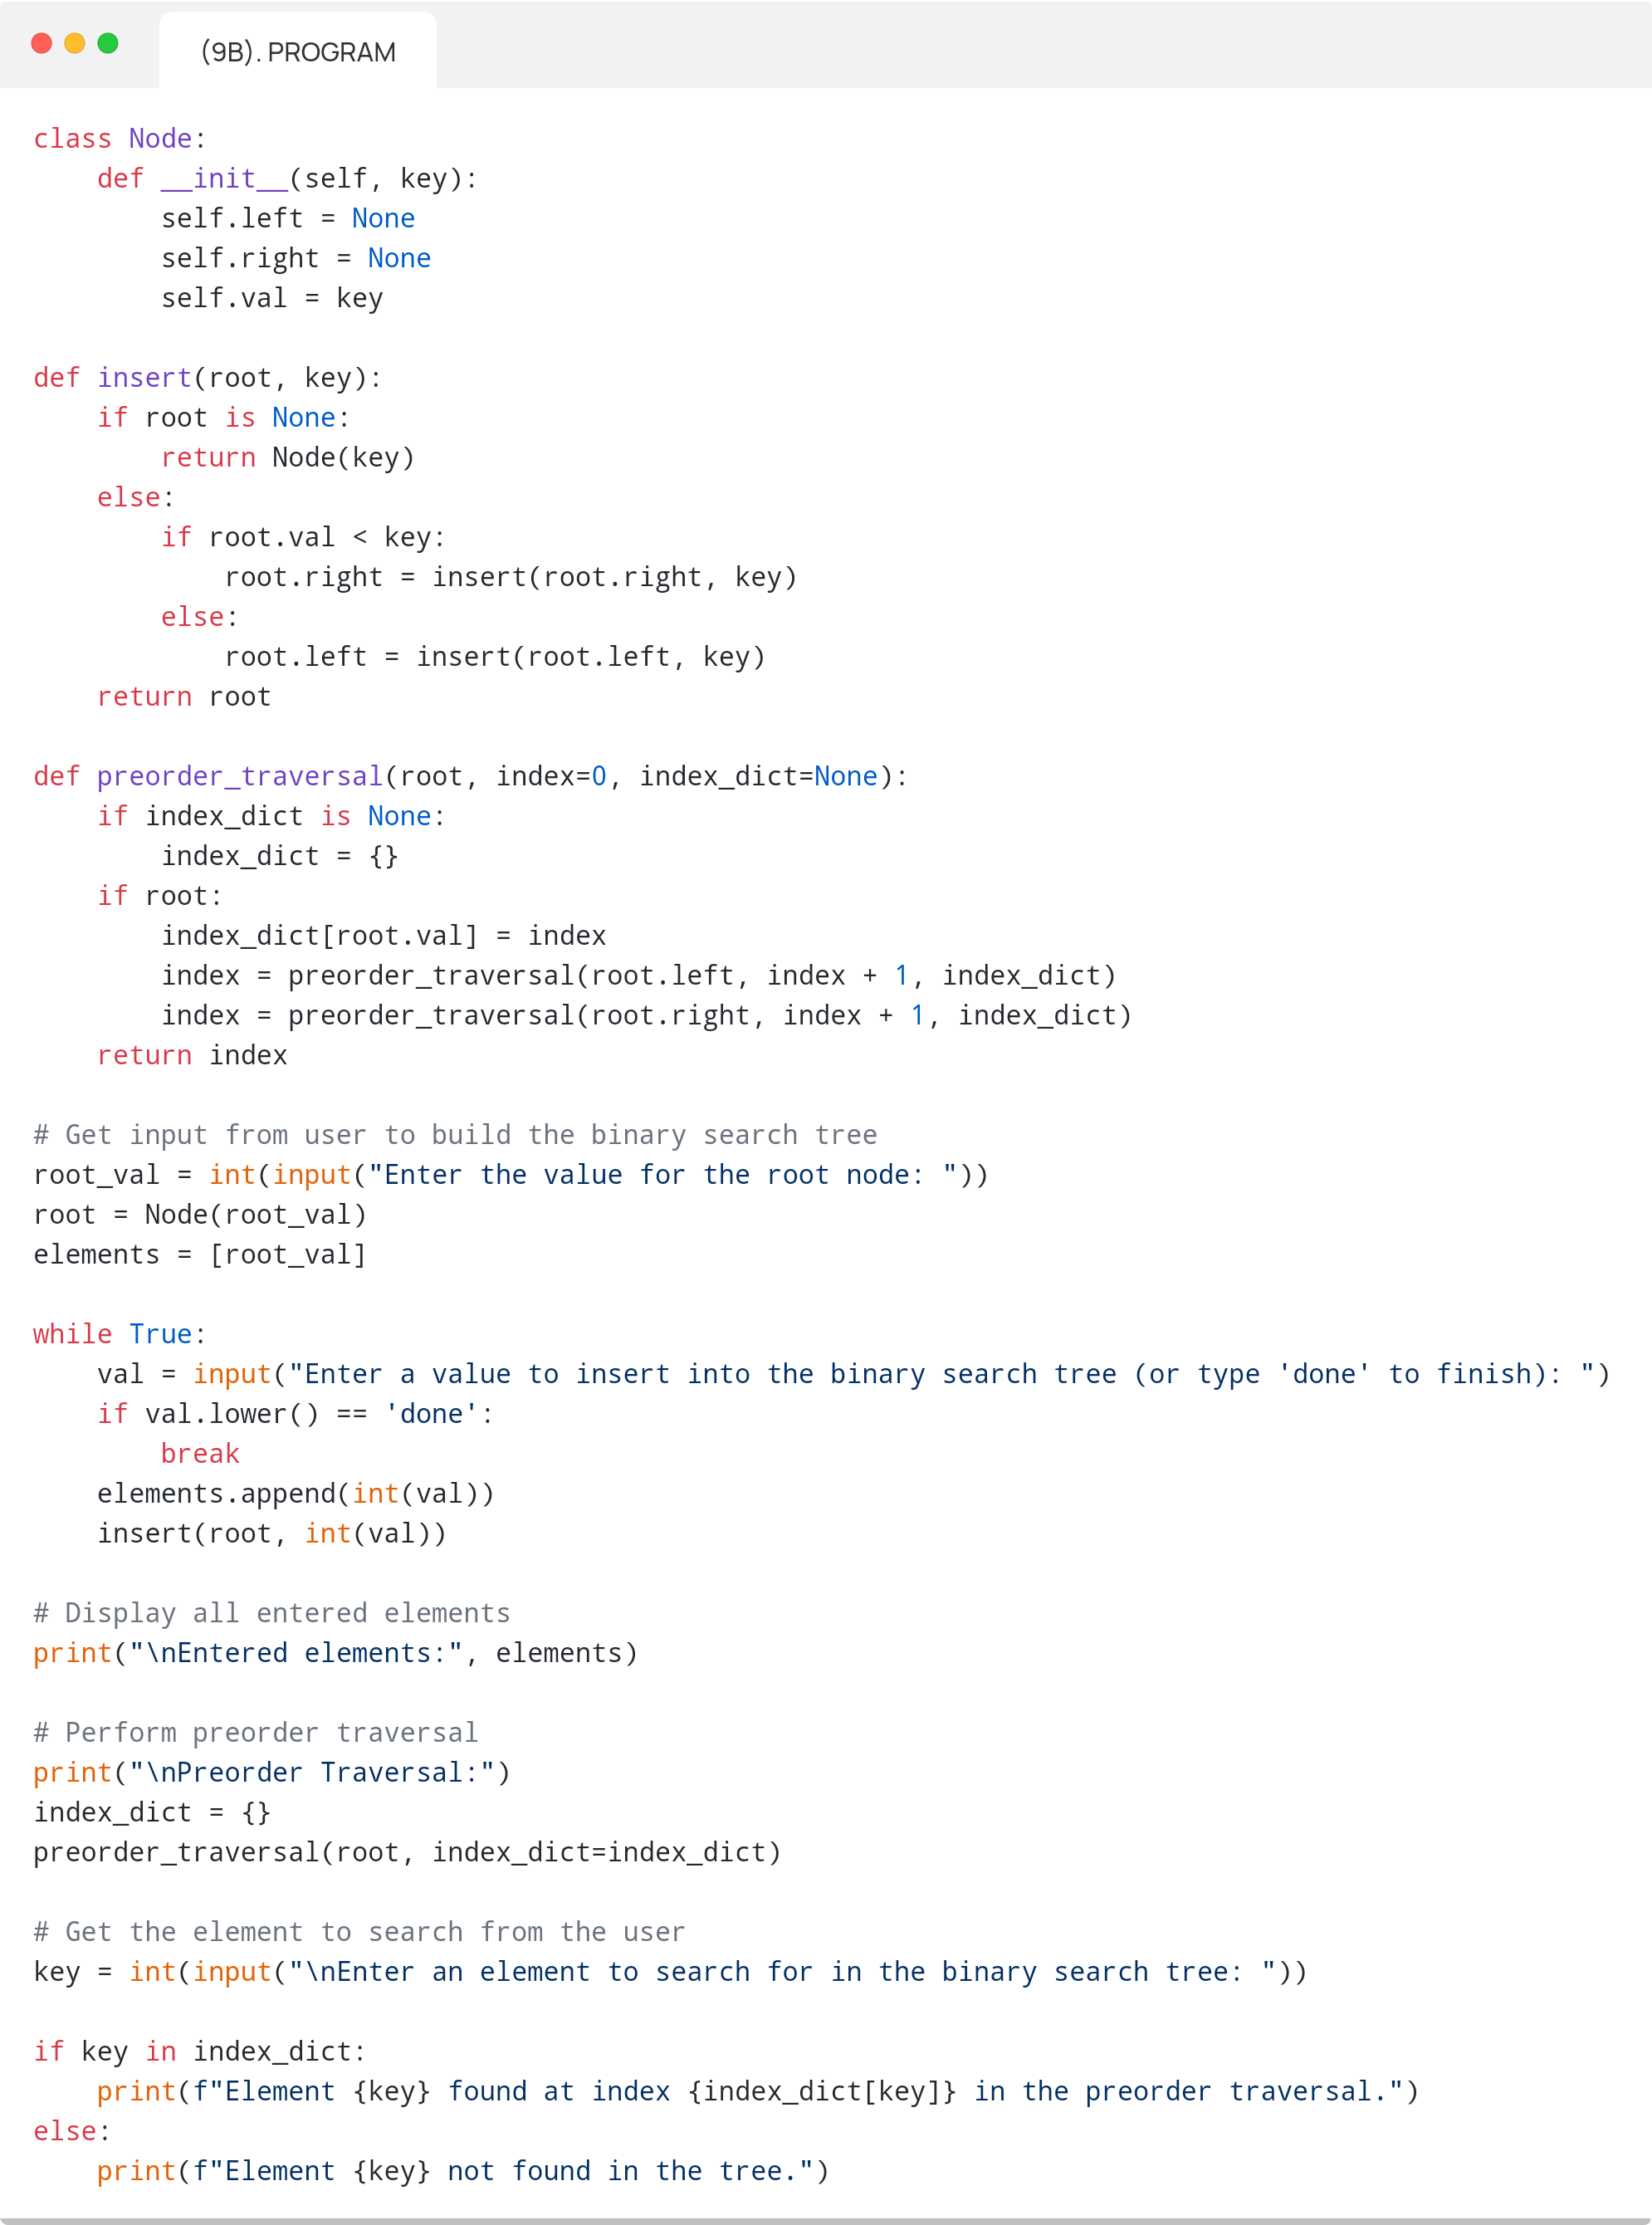 (9B). PROGRAM
class Node:
    def __init__(self, key):
        self.left = None
        self.right = None
        self.val = key

def insert(root, key):
    if root is None:
        return Node(key)
    else:
        if root.val < key:
            root.right = insert(root.right, key)
        else:
            root.left = insert(root.left, key)
    return root

def preorder_traversal(root, index=0, index_dict=None):
    if index_dict is None:
        index_dict = {}
    if root:
        index_dict[root.val] = index
        index = preorder_traversal(root.left, index + 1, index_dict)
        index = preorder_traversal(root.right, index + 1, index_dict)
    return index

# Get input from user to build the binary search tree
root_val = int(input("Enter the value for the root node: "))
root = Node(root_val)
elements = [root_val]

while True:
    val = input("Enter a value to insert into the binary search tree (or type 'done' to finish): ")
    if val.lower() == 'done':
        break
    elements.append(int(val))
    insert(root, int(val))

# Display all entered elements
print("\nEntered elements:", elements)

# Perform preorder traversal
print("\nPreorder Traversal:")
index_dict = {}
preorder_traversal(root, index_dict=index_dict)

# Get the element to search from the user
key = int(input("\nEnter an element to search for in the binary search tree: "))

if key in index_dict:
    print(f"Element {key} found at index {index_dict[key]} in the preorder traversal.")
else:
    print(f"Element {key} not found in the tree.")